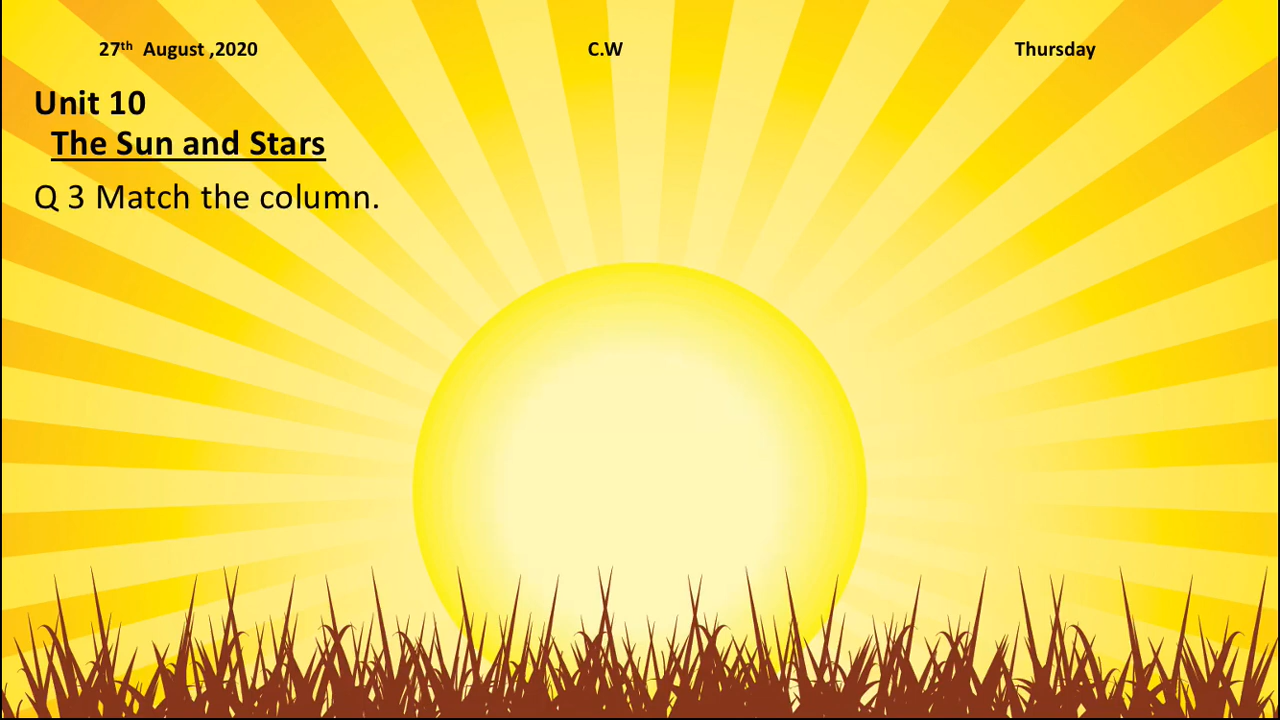 27th August ,2020 C.W Thursday
Unit 10
The Sun and Stars
Q 3 Match the column.